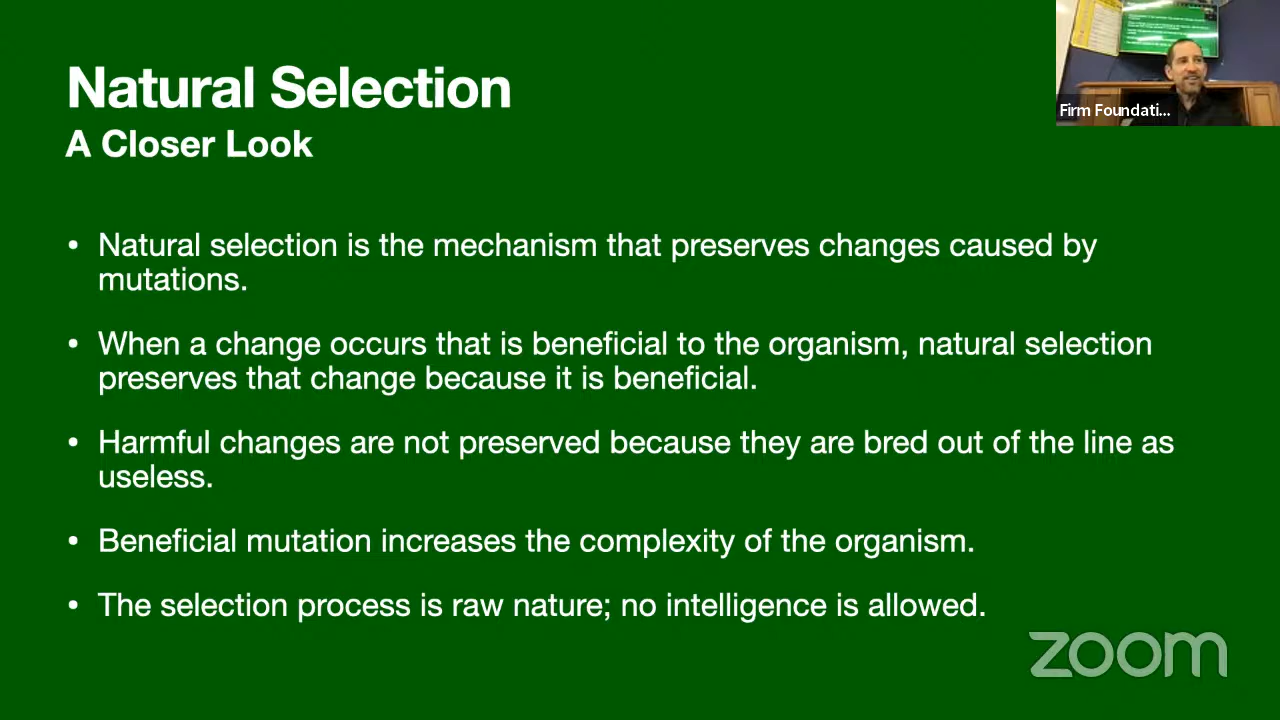 Natural Selection
A Closer Look
Firm Foundati...
• Natural selection is the mechanism that preserves changes caused by
mutations.
• When a change occurs that is beneficial to the organism, natural selection
preserves that change because it is beneficial.
• Harmful changes are not preserved because they are bred out of the line as
useless.
• Beneficial mutation increases the complexity of the organism.
• The selection process is raw nature; no intelligence is allowed.
zoom